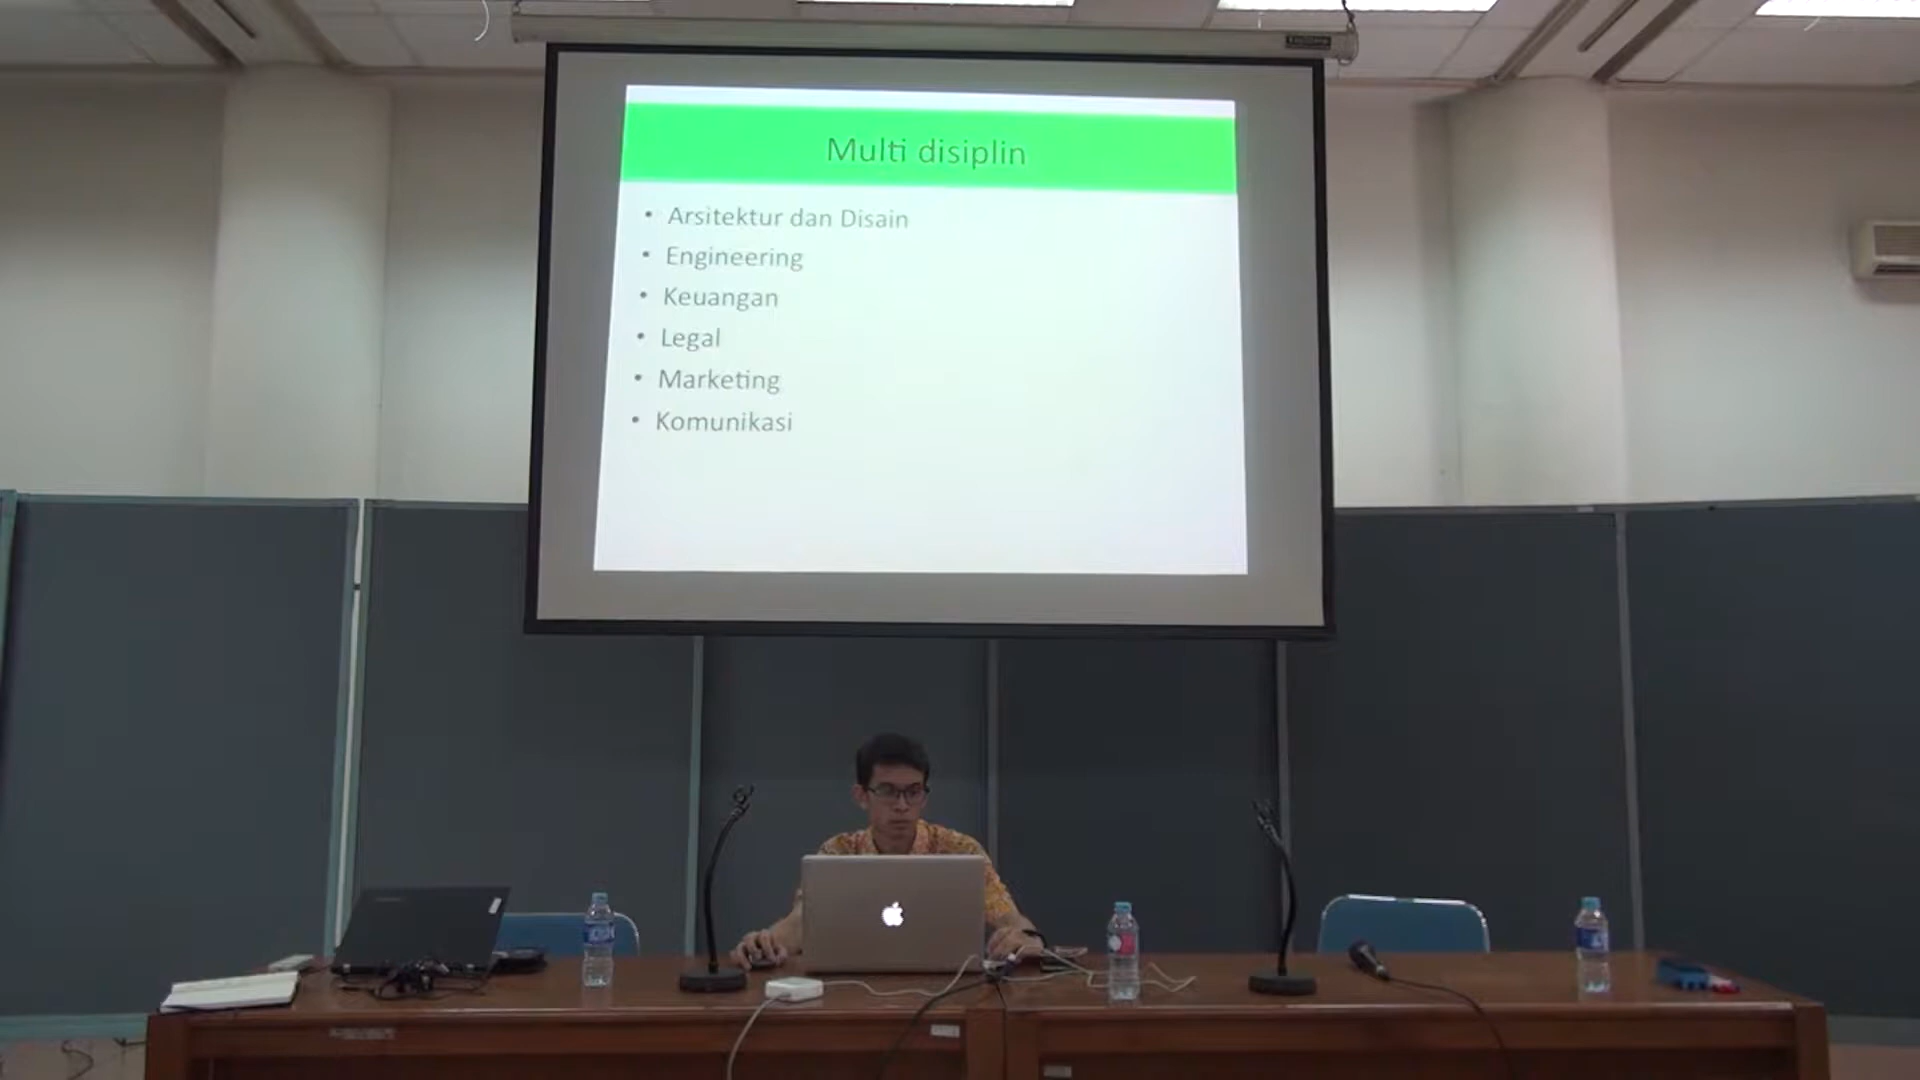 Multi disiplin
• Arsitektur dan Disain
• Engineering
• Keuangan
• Legal
• Marketing
• Komunikasi